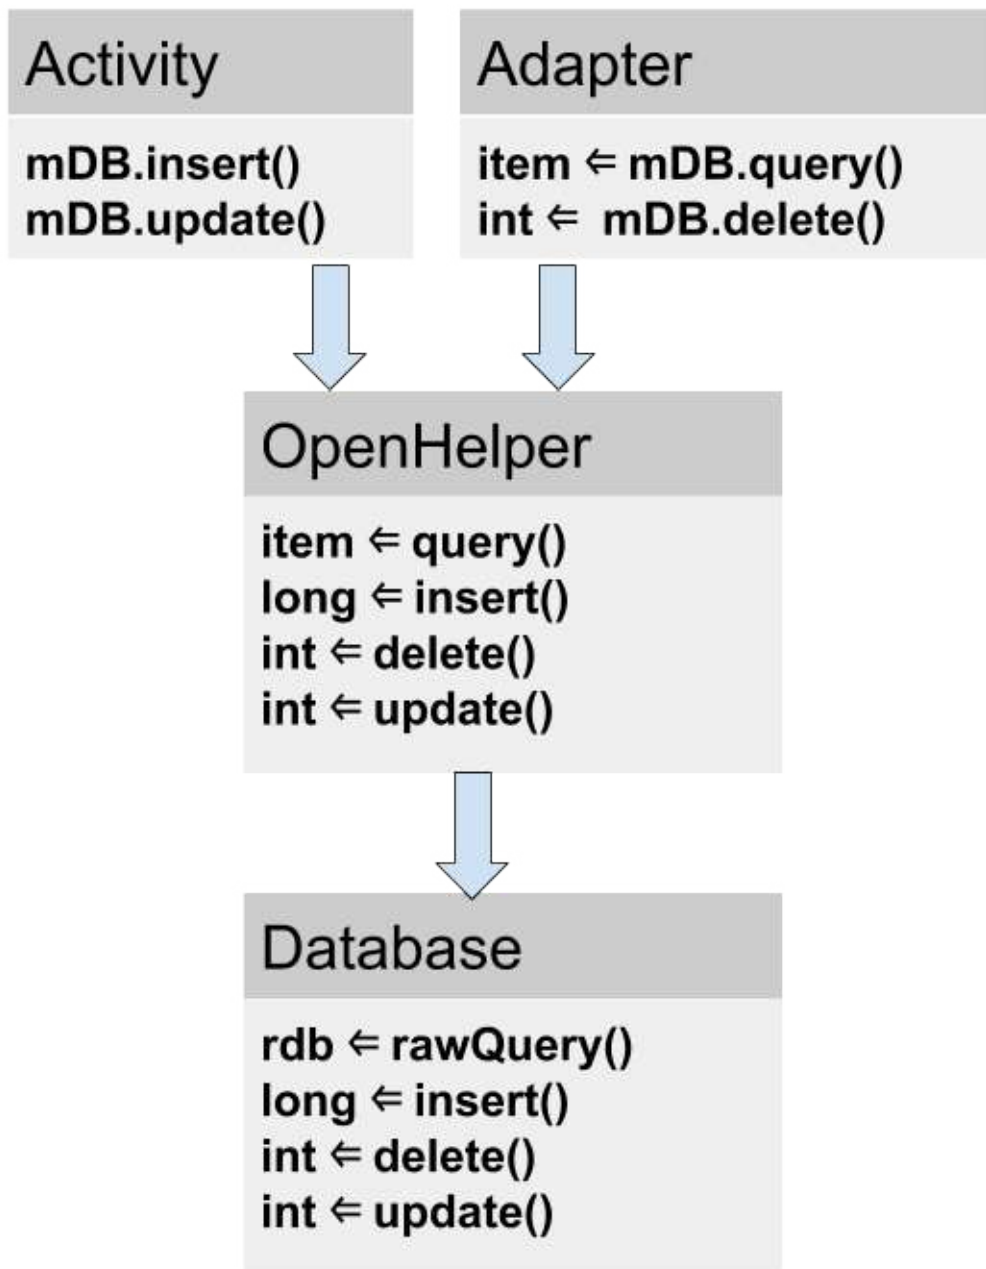 Activity
mDB.insert()
mDB.update()
Adapter
item ⇐ mDB.query()
int ⇐ mDB.delete()
OpenHelper
item ⇐ query()
long ⇐ insert()
int ⇐ delete()
int ⇐ update()
Database
rdb ⇐ rawQuery()
long ⇐ insert()
int ⇐ delete()
int ⇐ update()